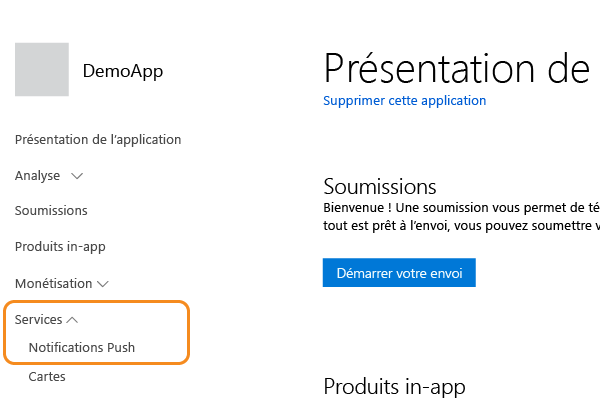 DemoApp
Présentation de l'application
Analyse
Soumissions
Produits in-app
Monétisation
Services
Notifications Push
Cartes
Présentation de
Supprimer cette application
Soumissions
Bienvenue ! Une soumission vous permet de té
tout est prêt à l'envoi, vous pouvez soumettre v
Démarrer votre envoi
Produits in-app